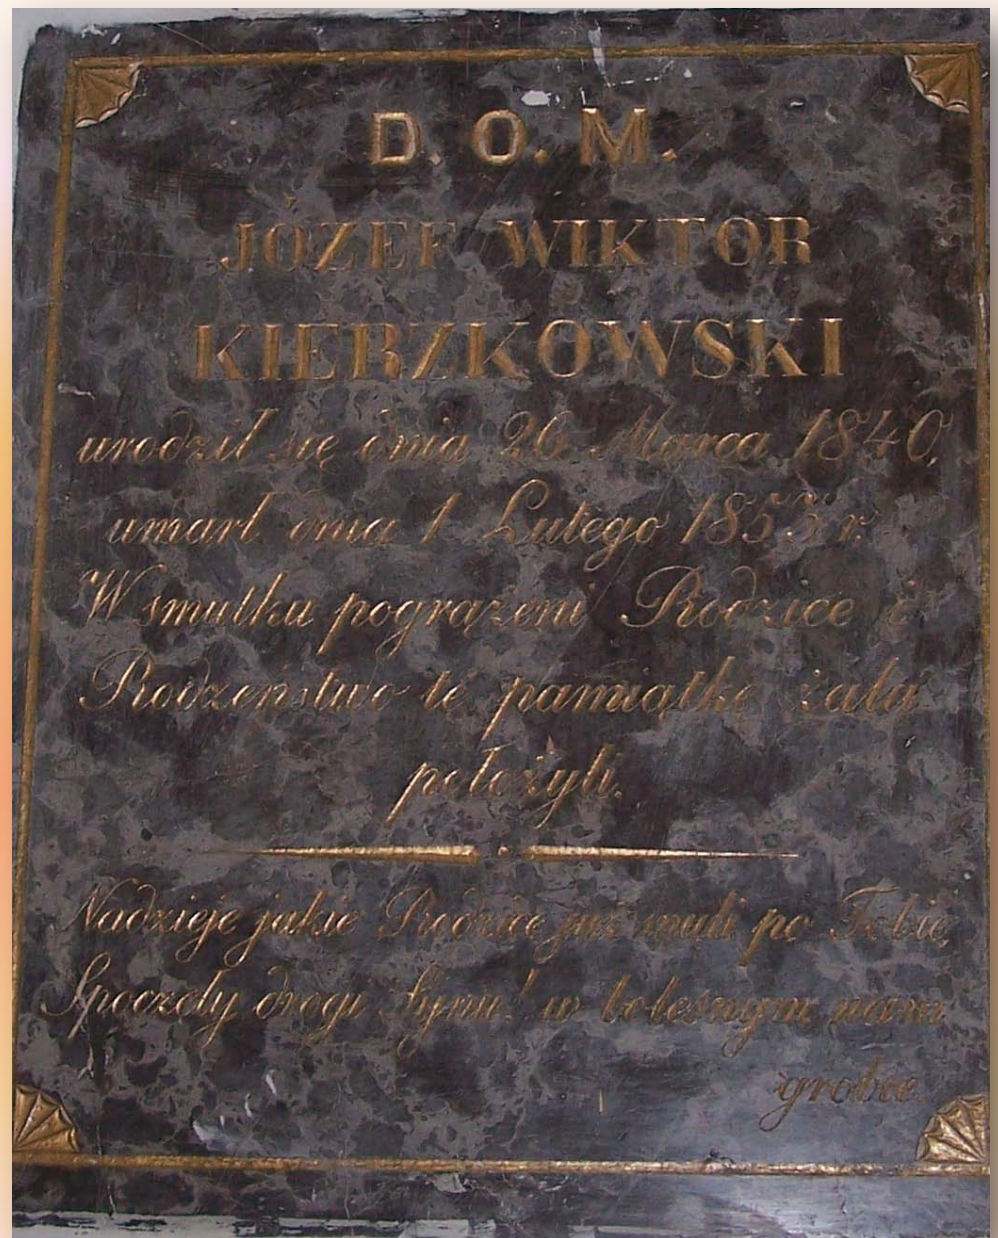 D. O. M.
JÓZEF WIKTOR
KIERZKOWSKI
urodził się dnia 26 Marca 1840,
umarł dnia 1 Lutego 1853 r.
W smutku pogrążeni Rodzice i
Rodzeństwo tę pamiątkę żalu
położyli.
Nadzieje jakie Rodzice już mieli po Tobie,
Spoczęły drogi Synu! w bolesnym nam
grobie.